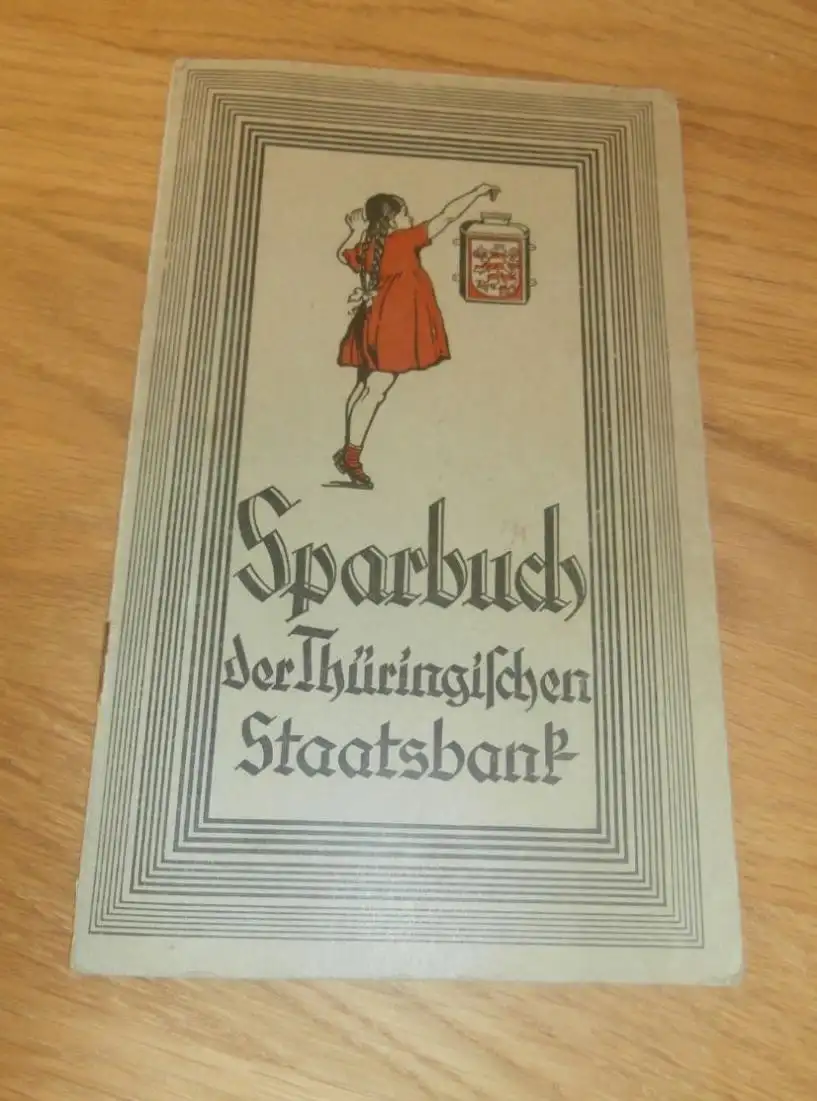 Sparbuch
der Thüringiſchen
Staatsbank